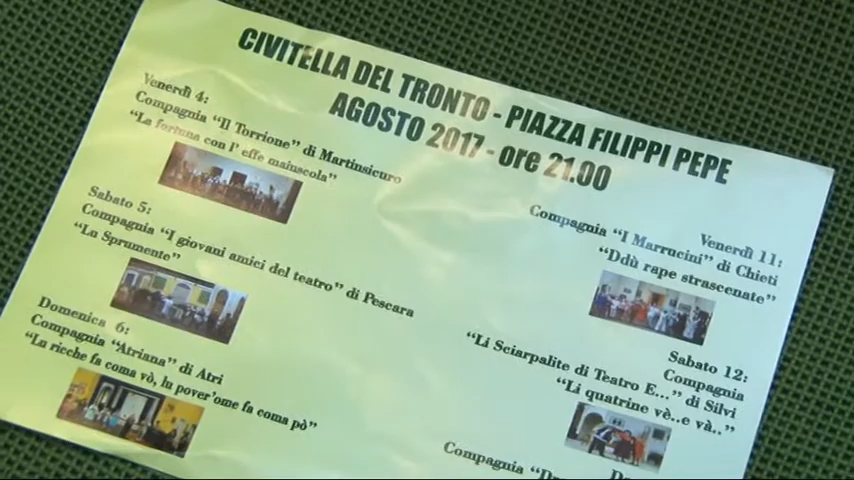 CIVITELLA DEL TRONTO - PIAZZA FILIPPI PEPE
AGOSTO 2017 - ore 21.00
Venerdì 4:
Compagnia "Il Torrione" di Martinsicuro
"La fortuna con l'effe maiuscola"
Sabato 5:
Compagnia "I giovani amici del teatro" di Pescara
"La Sprumente"
Domenica 6:
Compagnia "Atriana" di Atri
"La ricche fa coma vò, lu pover'ome fa coma pò"
Venerdì 11:
Compagnia "I Marrucini" di Chieti
"Ddù rape strascenate"
Sabato 12:
Compagnia
"Li Sciarpalite di Teatro E..." di Silvi
"Li quatrine vè..e và.."
Compagnia